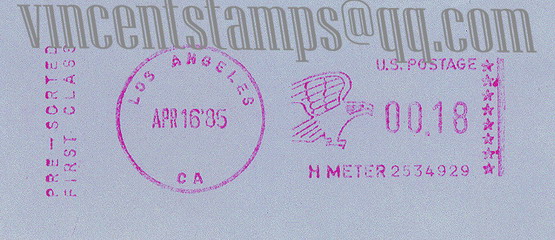 vincentstamps@qq.com
PRE-SORTED
FIRST CLASS
LOS ANGELES
APR 16'85
CA
U.S. POSTAGE
00.18
H METER 2534929